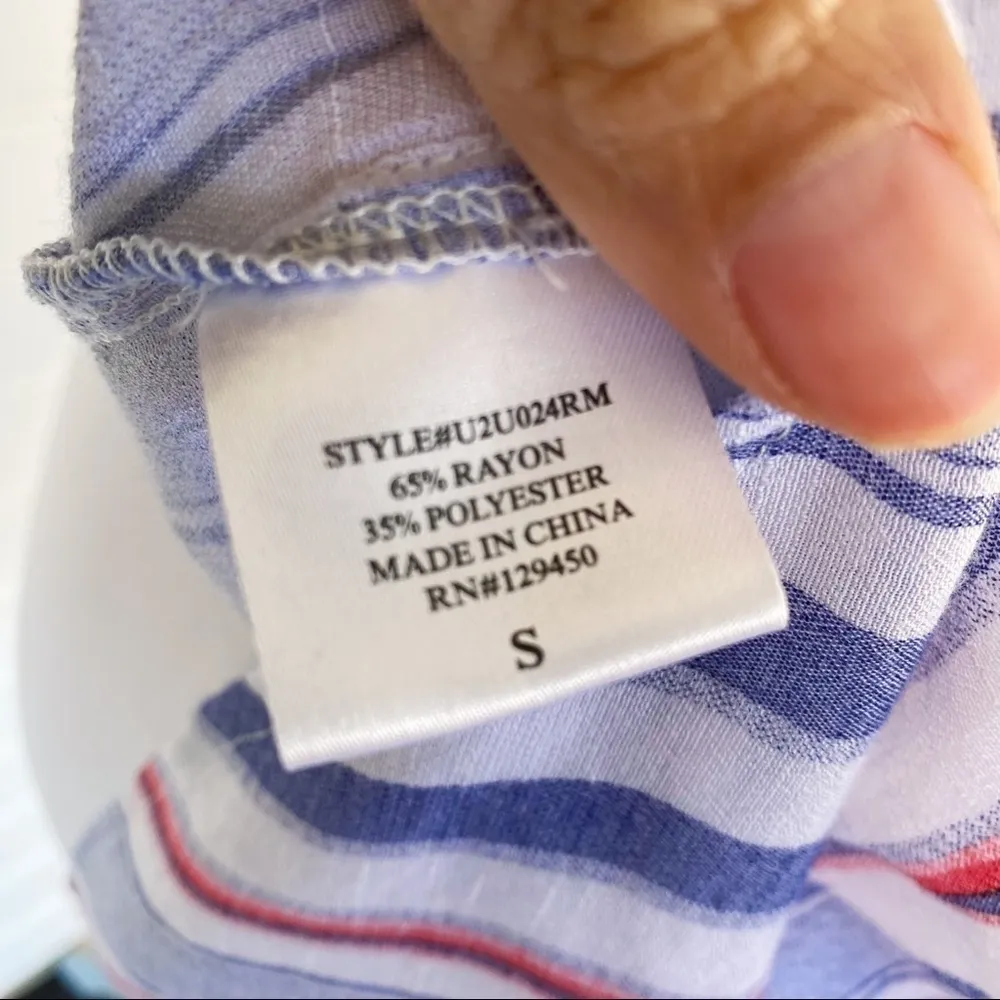 STYLE#U2U024RM
65% RAYON
35% POLYESTER
MADE IN CHINA
RN#129450
S